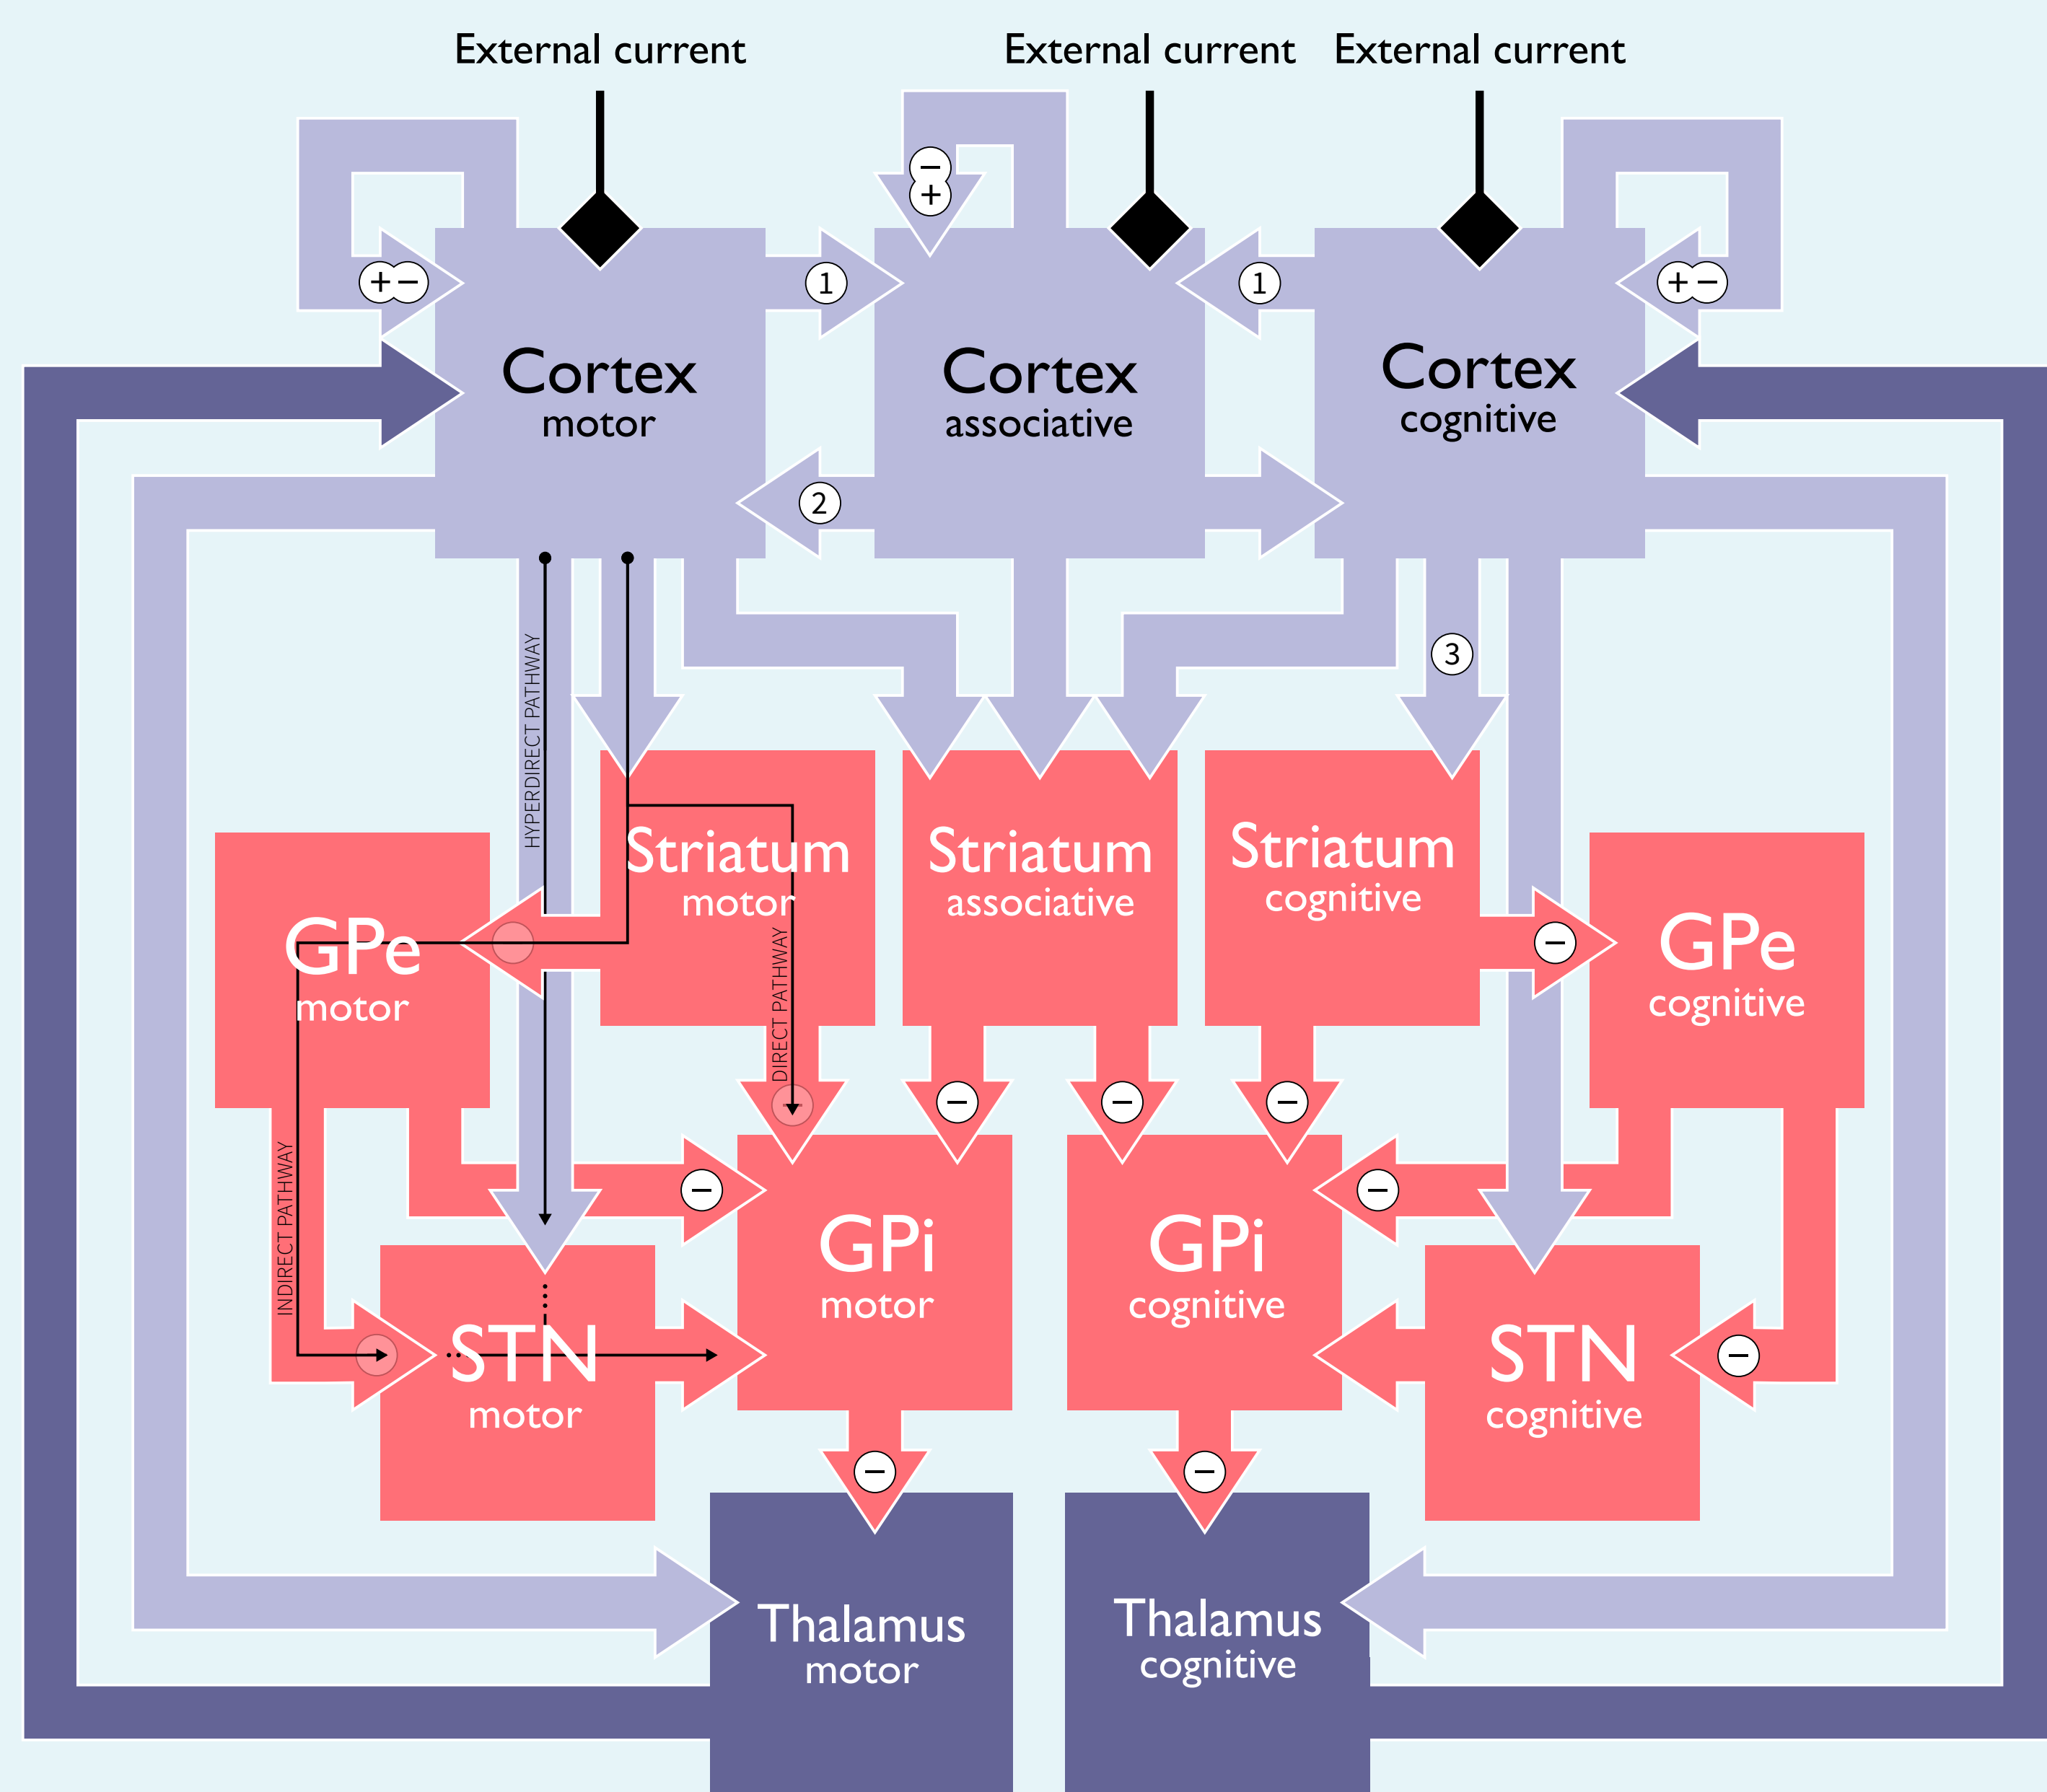 External current
External current
External current
−
+
+ −
1
1
+ −
Cortex
motor
Cortex
associative
Cortex
cognitive
2
HYPERDIRECT PATHWAY
3
Striatum
motor
Striatum
associative
Striatum
cognitive
GPe
motor
−
GPe
cognitive
DIRECT PATHWAY
−
−
−
−
INDIRECT PATHWAY
−
−
GPi
motor
GPi
cognitive
STN
motor
STN
cognitive
−
−
−
Thalamus
motor
Thalamus
cognitive